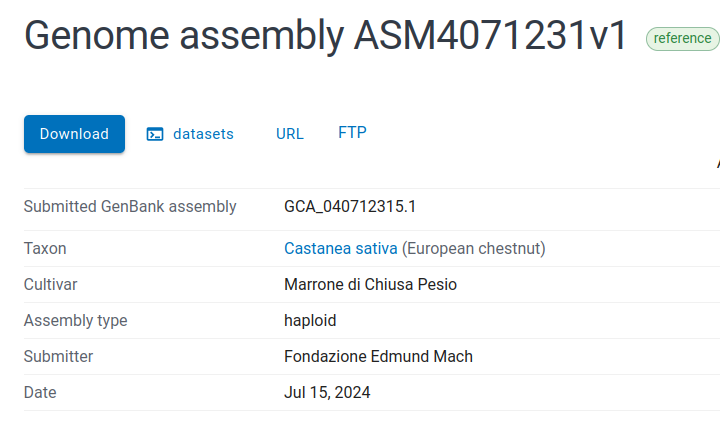 Genome assembly ASM4071231v1 reference
Download datasets URL FTP
Submitted GenBank assembly GCA_040712315.1
Taxon Castanea sativa (European chestnut)
Cultivar Marrone di Chiusa Pesio
Assembly type haploid
Submitter Fondazione Edmund Mach
Date Jul 15, 2024